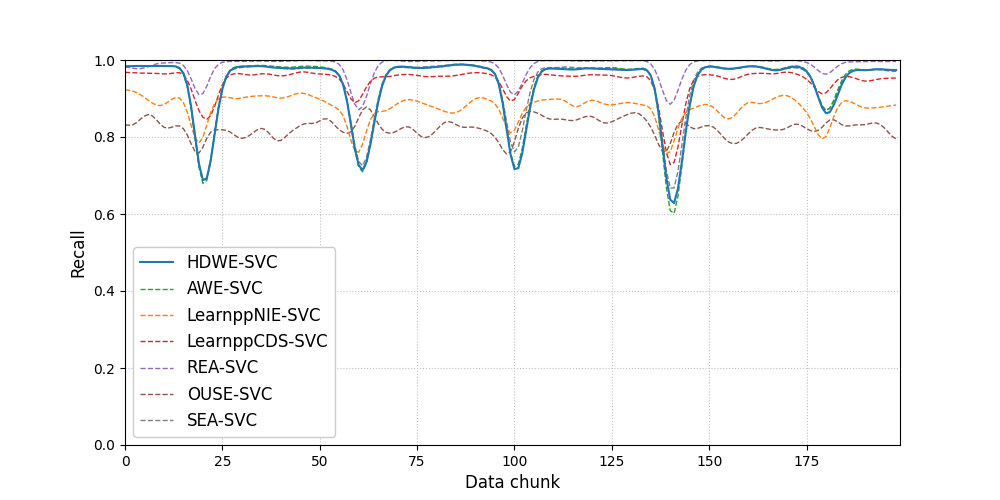 1.0
0.8
0.6
0.4
0.2
0.0
Recall
HDWE-SVC
AWE-SVC
LearnppNIE-SVC
LearnppCDS-SVC
REA-SVC
OUSE-SVC
SEA-SVC
0 25 50 75 100 125 150 175
Data chunk